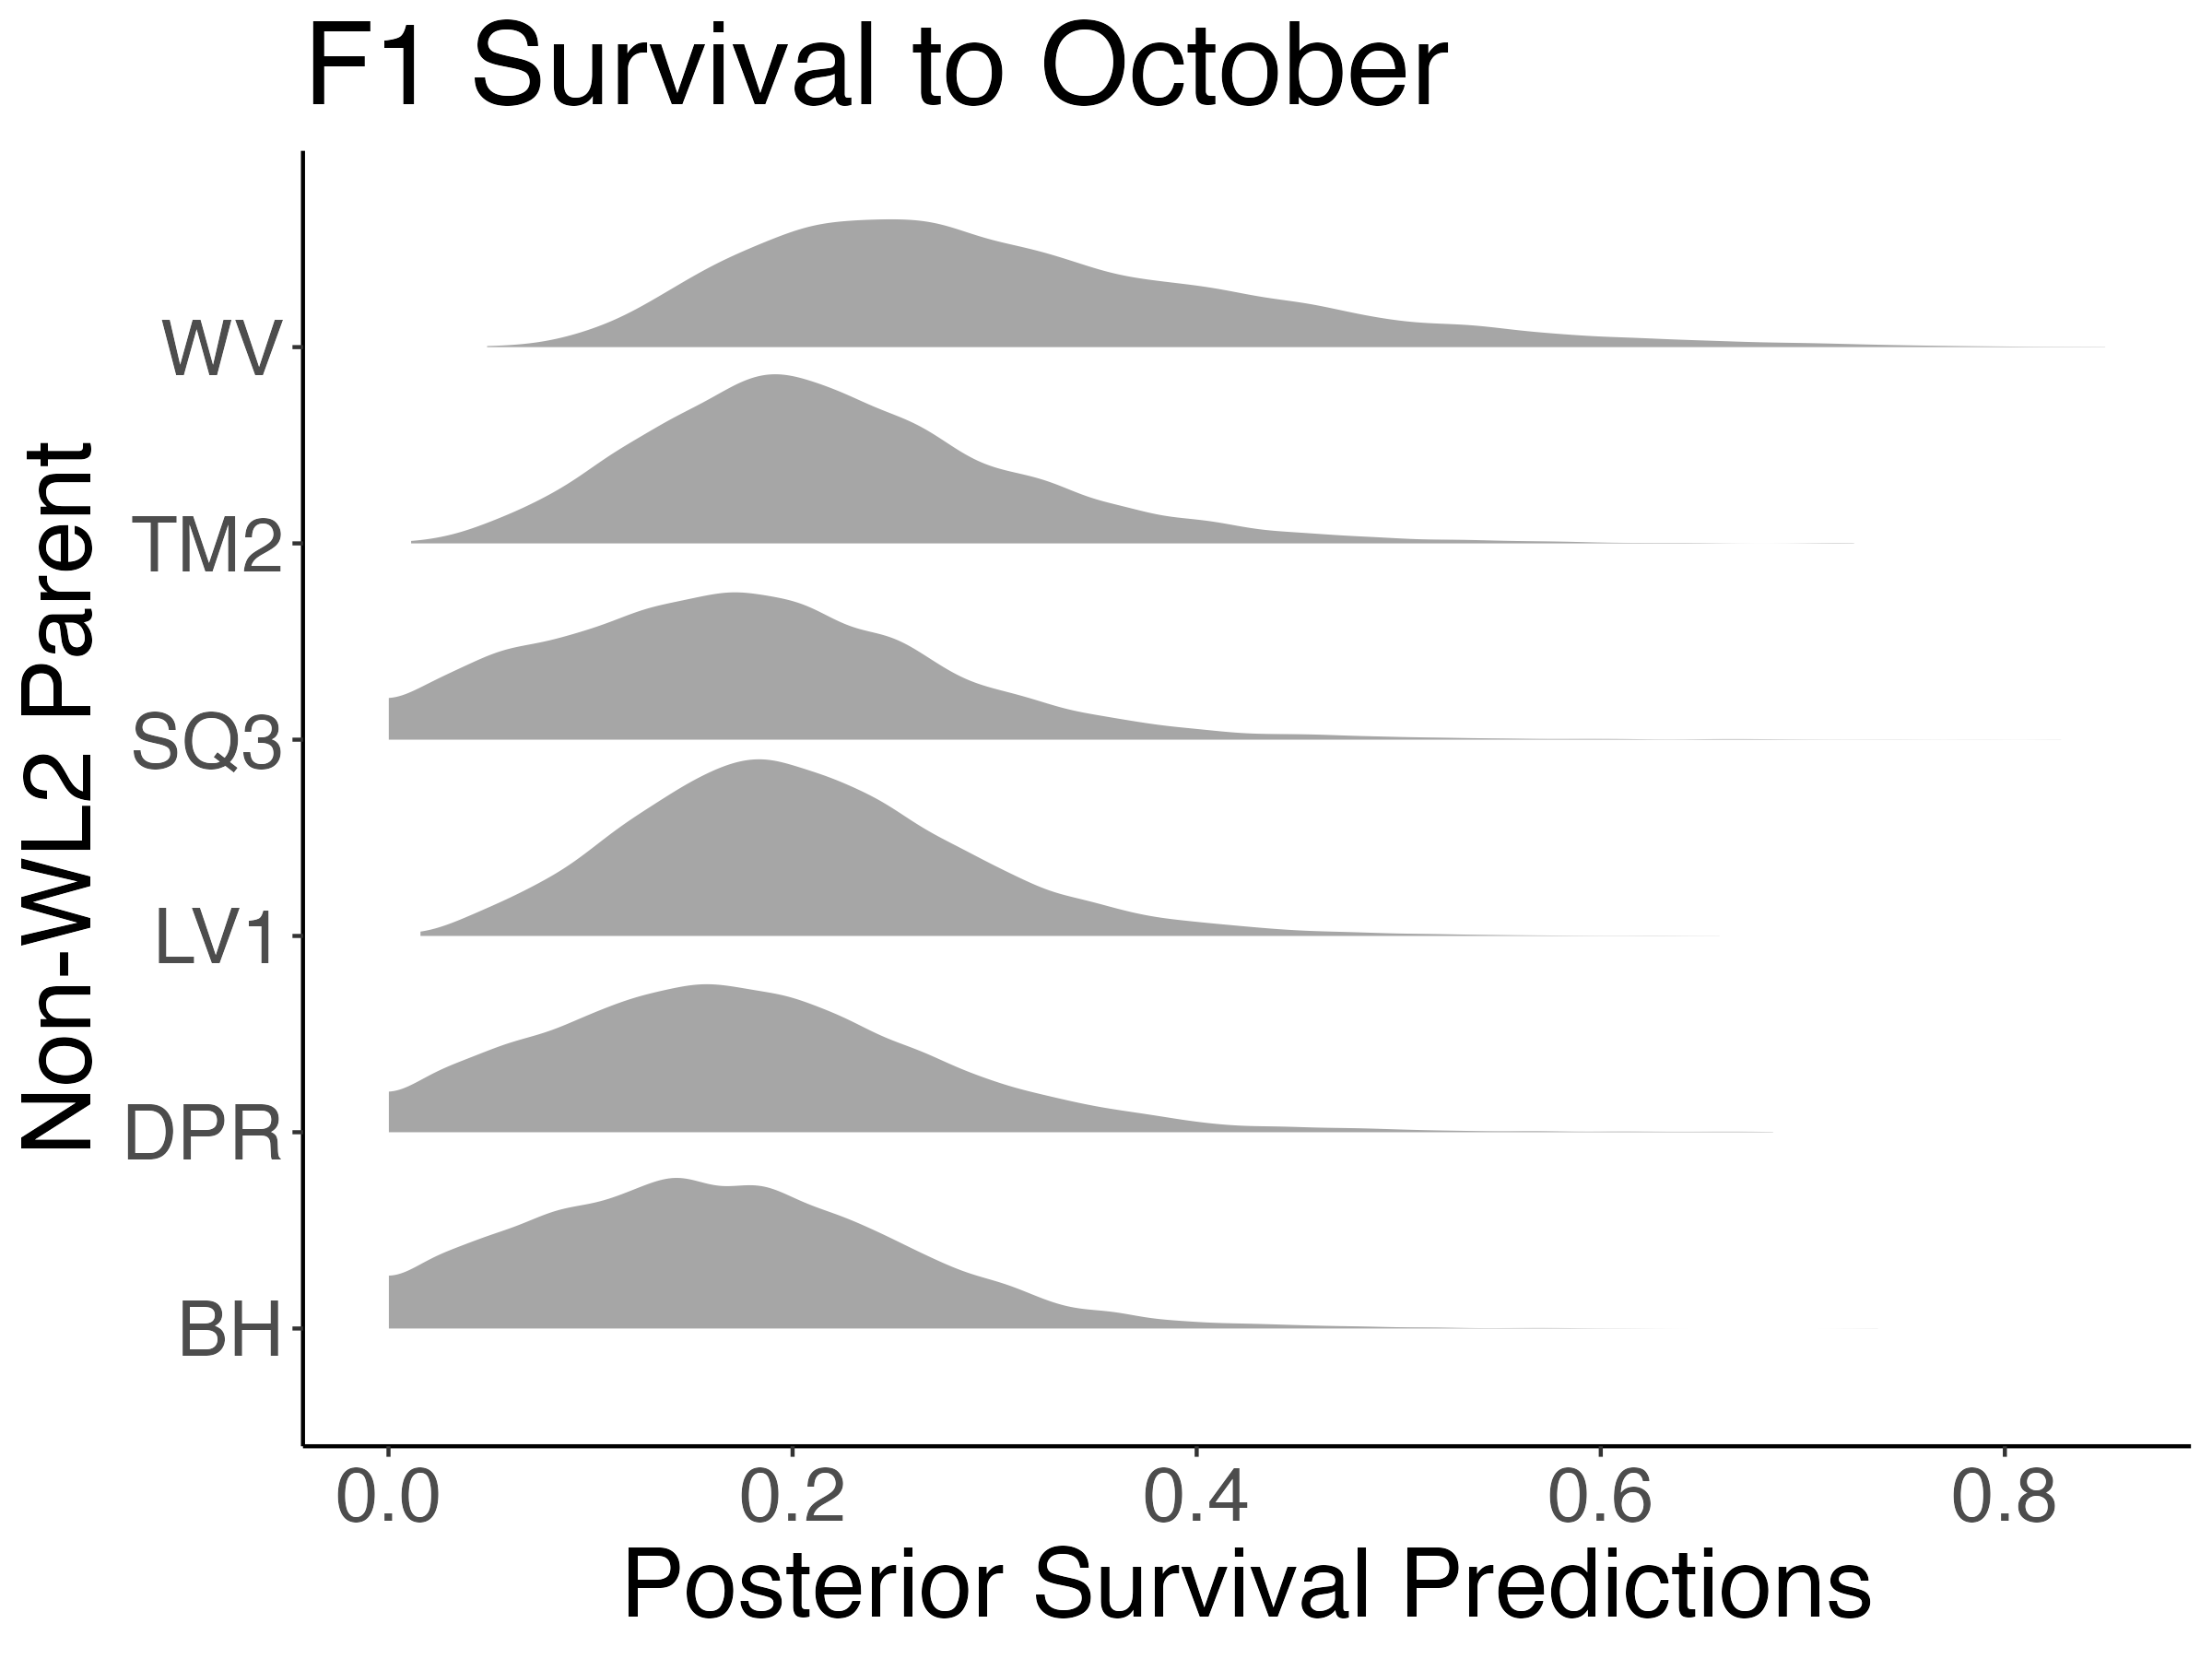 F1 Survival to October
Non-WL2 Parent
WV
TM2
SQ3
LV1
DPR
BH
0.0 0.2 0.4 0.6 0.8
Posterior Survival Predictions